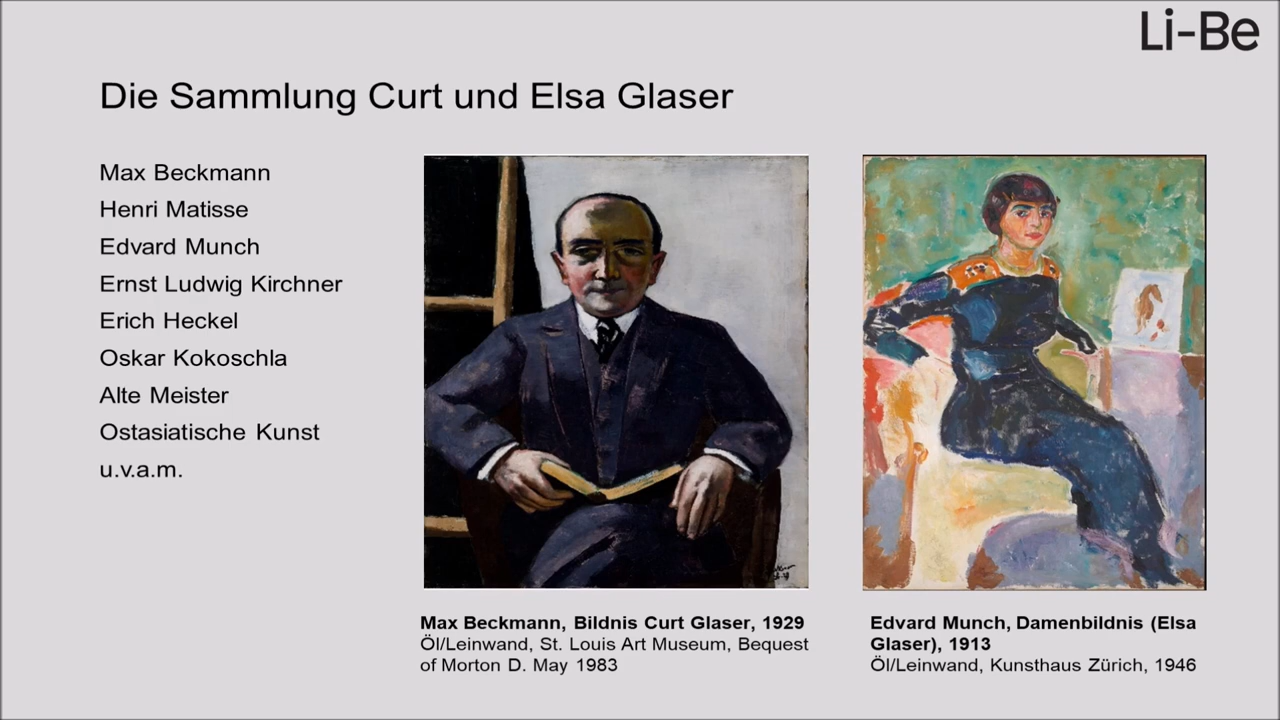 Li-Be
Die Sammlung Curt und Elsa Glaser
Max Beckmann
Henri Matisse
Edvard Munch
Ernst Ludwig Kirchner
Erich Heckel
Oskar Kokoschla
Alte Meister
Ostasiatische Kunst
u.v.a.m.
Max Beckmann, Bildnis Curt Glaser, 1929
Öl/Leinwand, St. Louis Art Museum, Bequest
of Morton D. May 1983
Edvard Munch, Damenbildnis (Elsa
Glaser), 1913
Öl/Leinwand, Kunsthaus Zürich, 1946